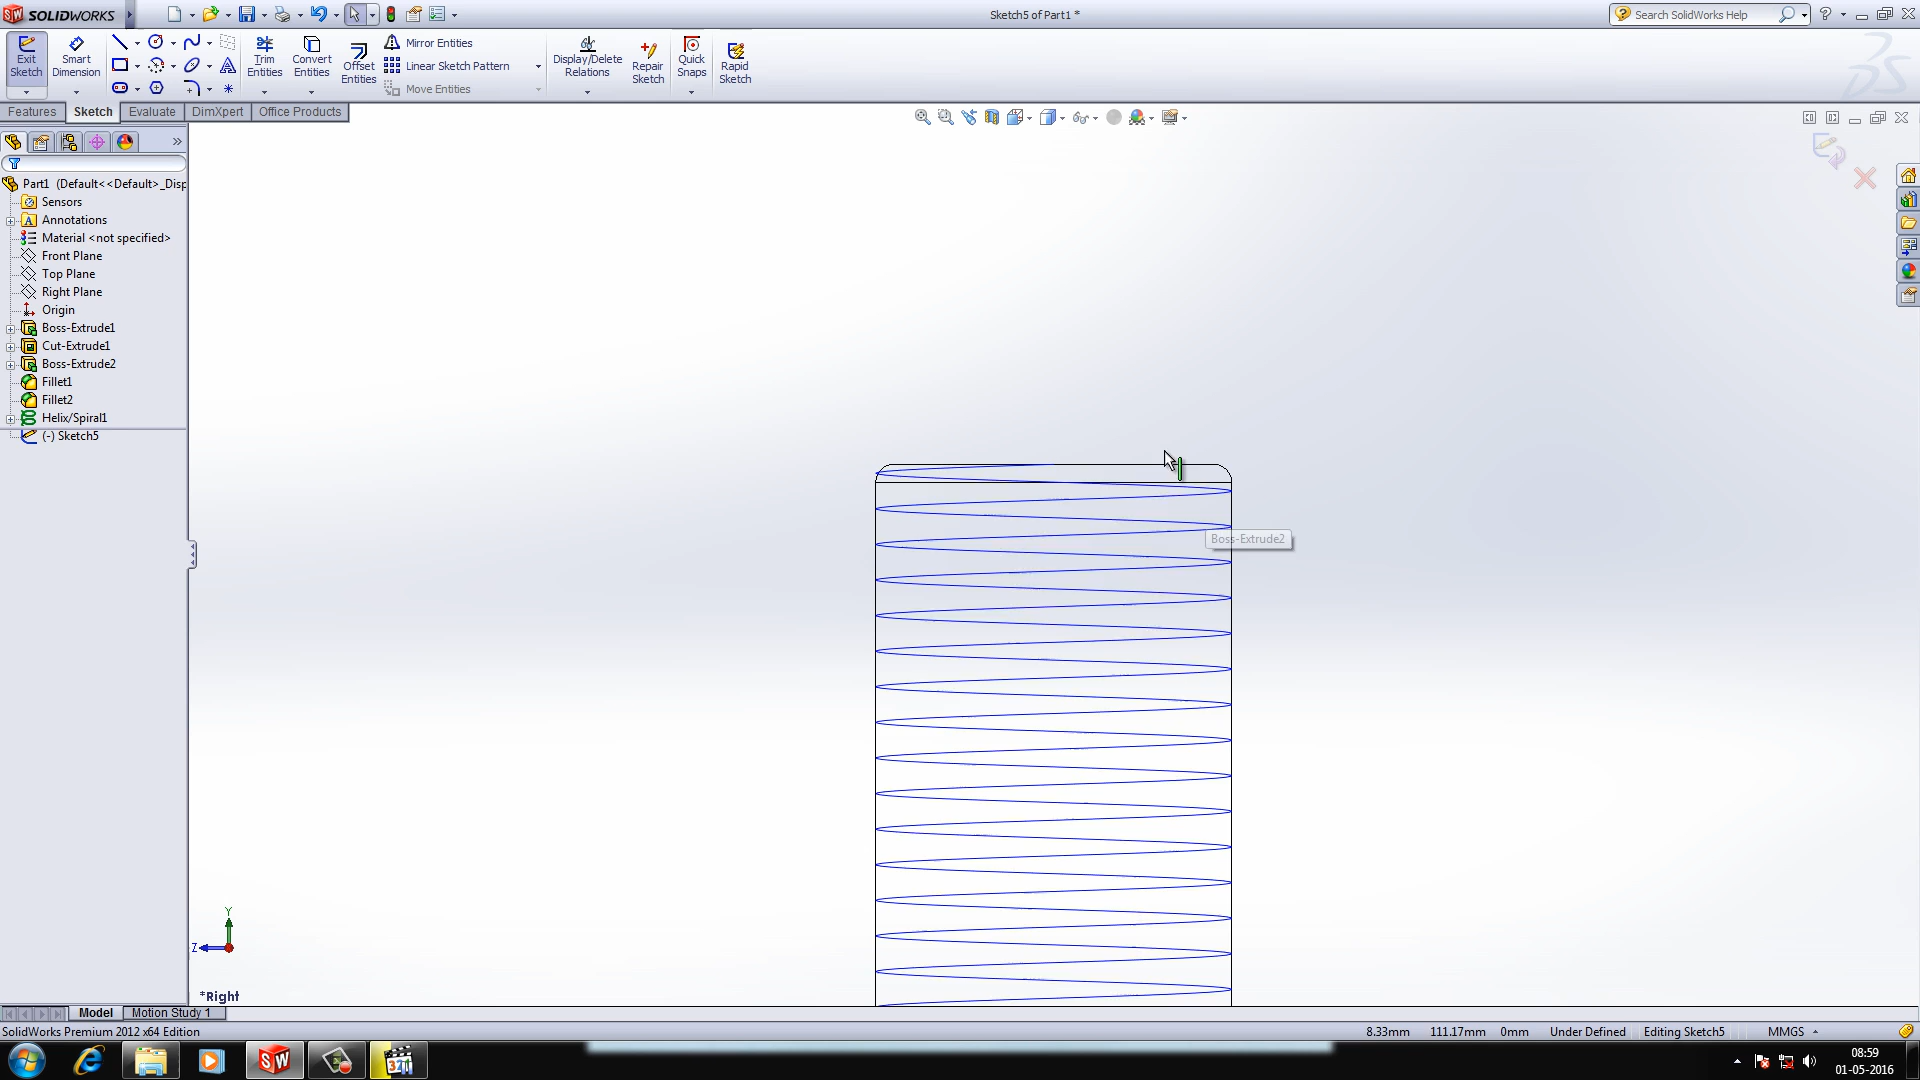 SOLIDWORKS
Sketch5 of Part1 *
Search SolidWorks Help
Exit Sketch
Smart Dimension
Trim Entities
Convert Entities
Offset Entities
Mirror Entities
Linear Sketch Pattern
Move Entities
Display/Delete Relations
Repair Sketch
Quick Snaps
Rapid Sketch
Features
Sketch
Evaluate
DimXpert
Office Products
Part1 (Default<<Default>_Disp
Sensors
Annotations
Material <not specified>
Front Plane
Top Plane
Right Plane
Origin
Boss-Extrude1
Cut-Extrude1
Boss-Extrude2
Fillet1
Fillet2
Helix/Spiral1
(-) Sketch5
Boss-Extrude2
Y
Z
*Right
Model
Motion Study 1
SolidWorks Premium 2012 x64 Edition
8.33mm
111.17mm
0mm
Under Defined
Editing Sketch5
MMGS
08:59
01-05-2016